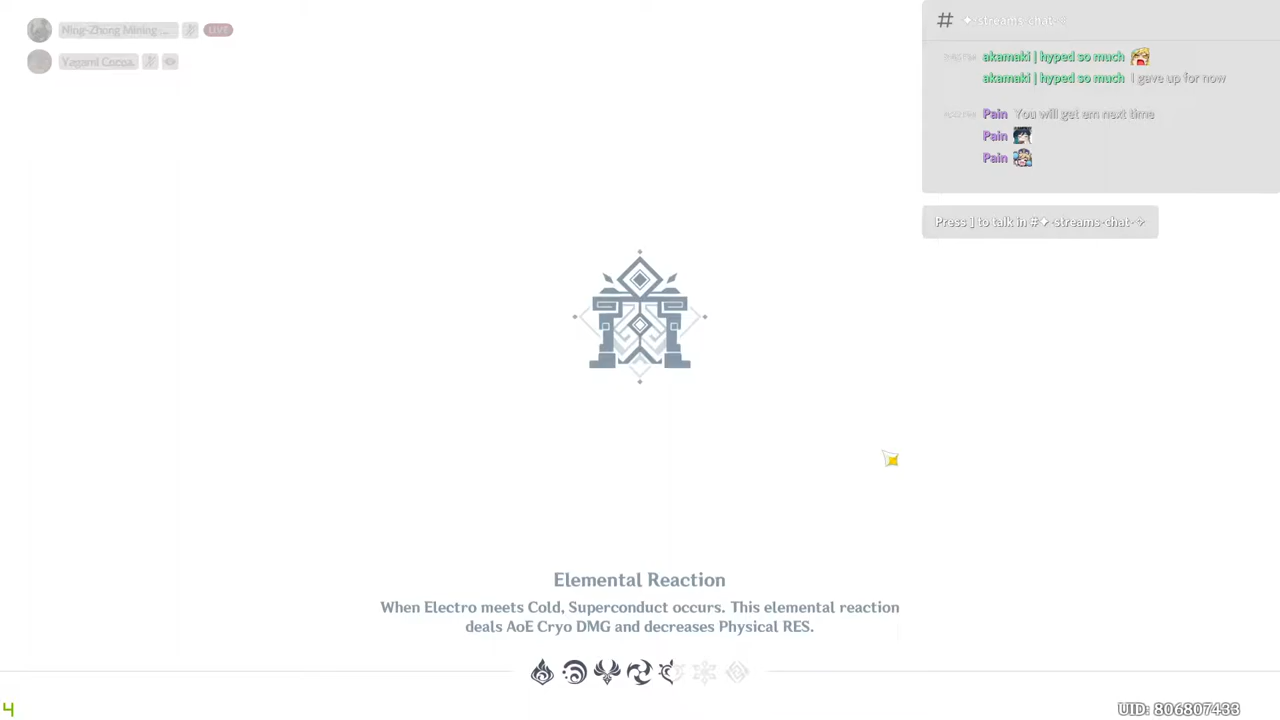 Ning-Zhong Mining ... LIVE
Yagami Cocoa.
# ✦·streams-chat-✧
akamaki | hyped so much
akamaki | hyped so much I gave up for now
Pain You will get em next time
Pain
Pain
Press ] to talk in #✦·streams-chat-✧
Elemental Reaction
When Electro meets Cold, Superconduct occurs. This elemental reaction
deals AoE Cryo DMG and decreases Physical RES.
4
UID: 806807433